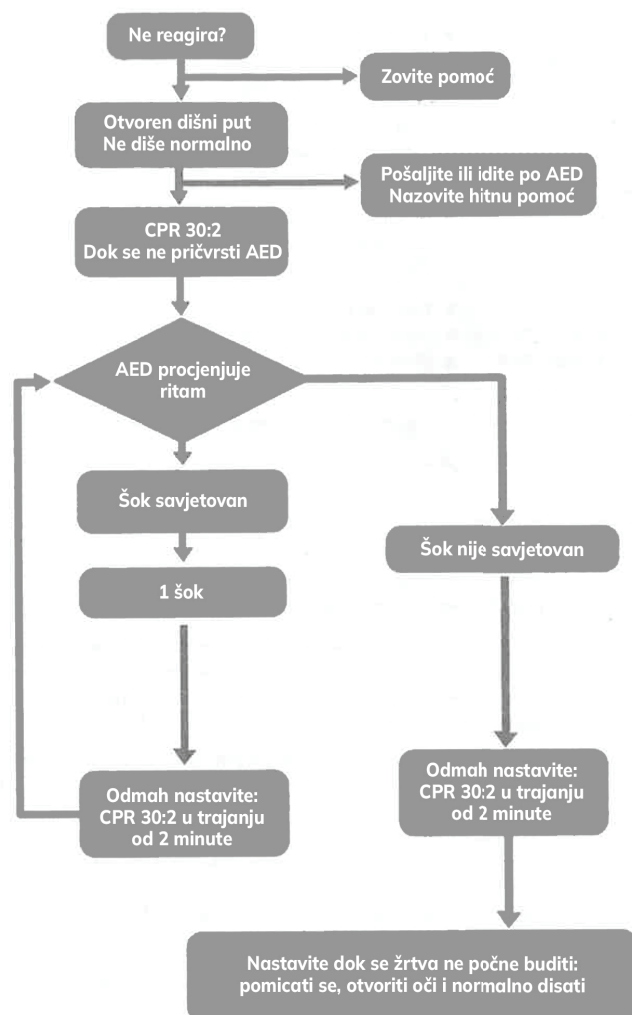 Ne reagira?
Zovite pomoć
Otvoren dišni put
Ne diše normalno
Pošaljite ili idite po AED
Nazovite hitnu pomoć
CPR 30:2
Dok se ne pričvrsti AED
AED procjenjuje
ritam
Šok savjetovan
Šok nije savjetovan
1 šok
Odmah nastavite:
CPR 30:2 u trajanju
od 2 minute
Odmah nastavite:
CPR 30:2 u trajanju
od 2 minute
Nastavite dok se žrtva ne počne buditi:
pomicati se, otvoriti oči i normalno disati